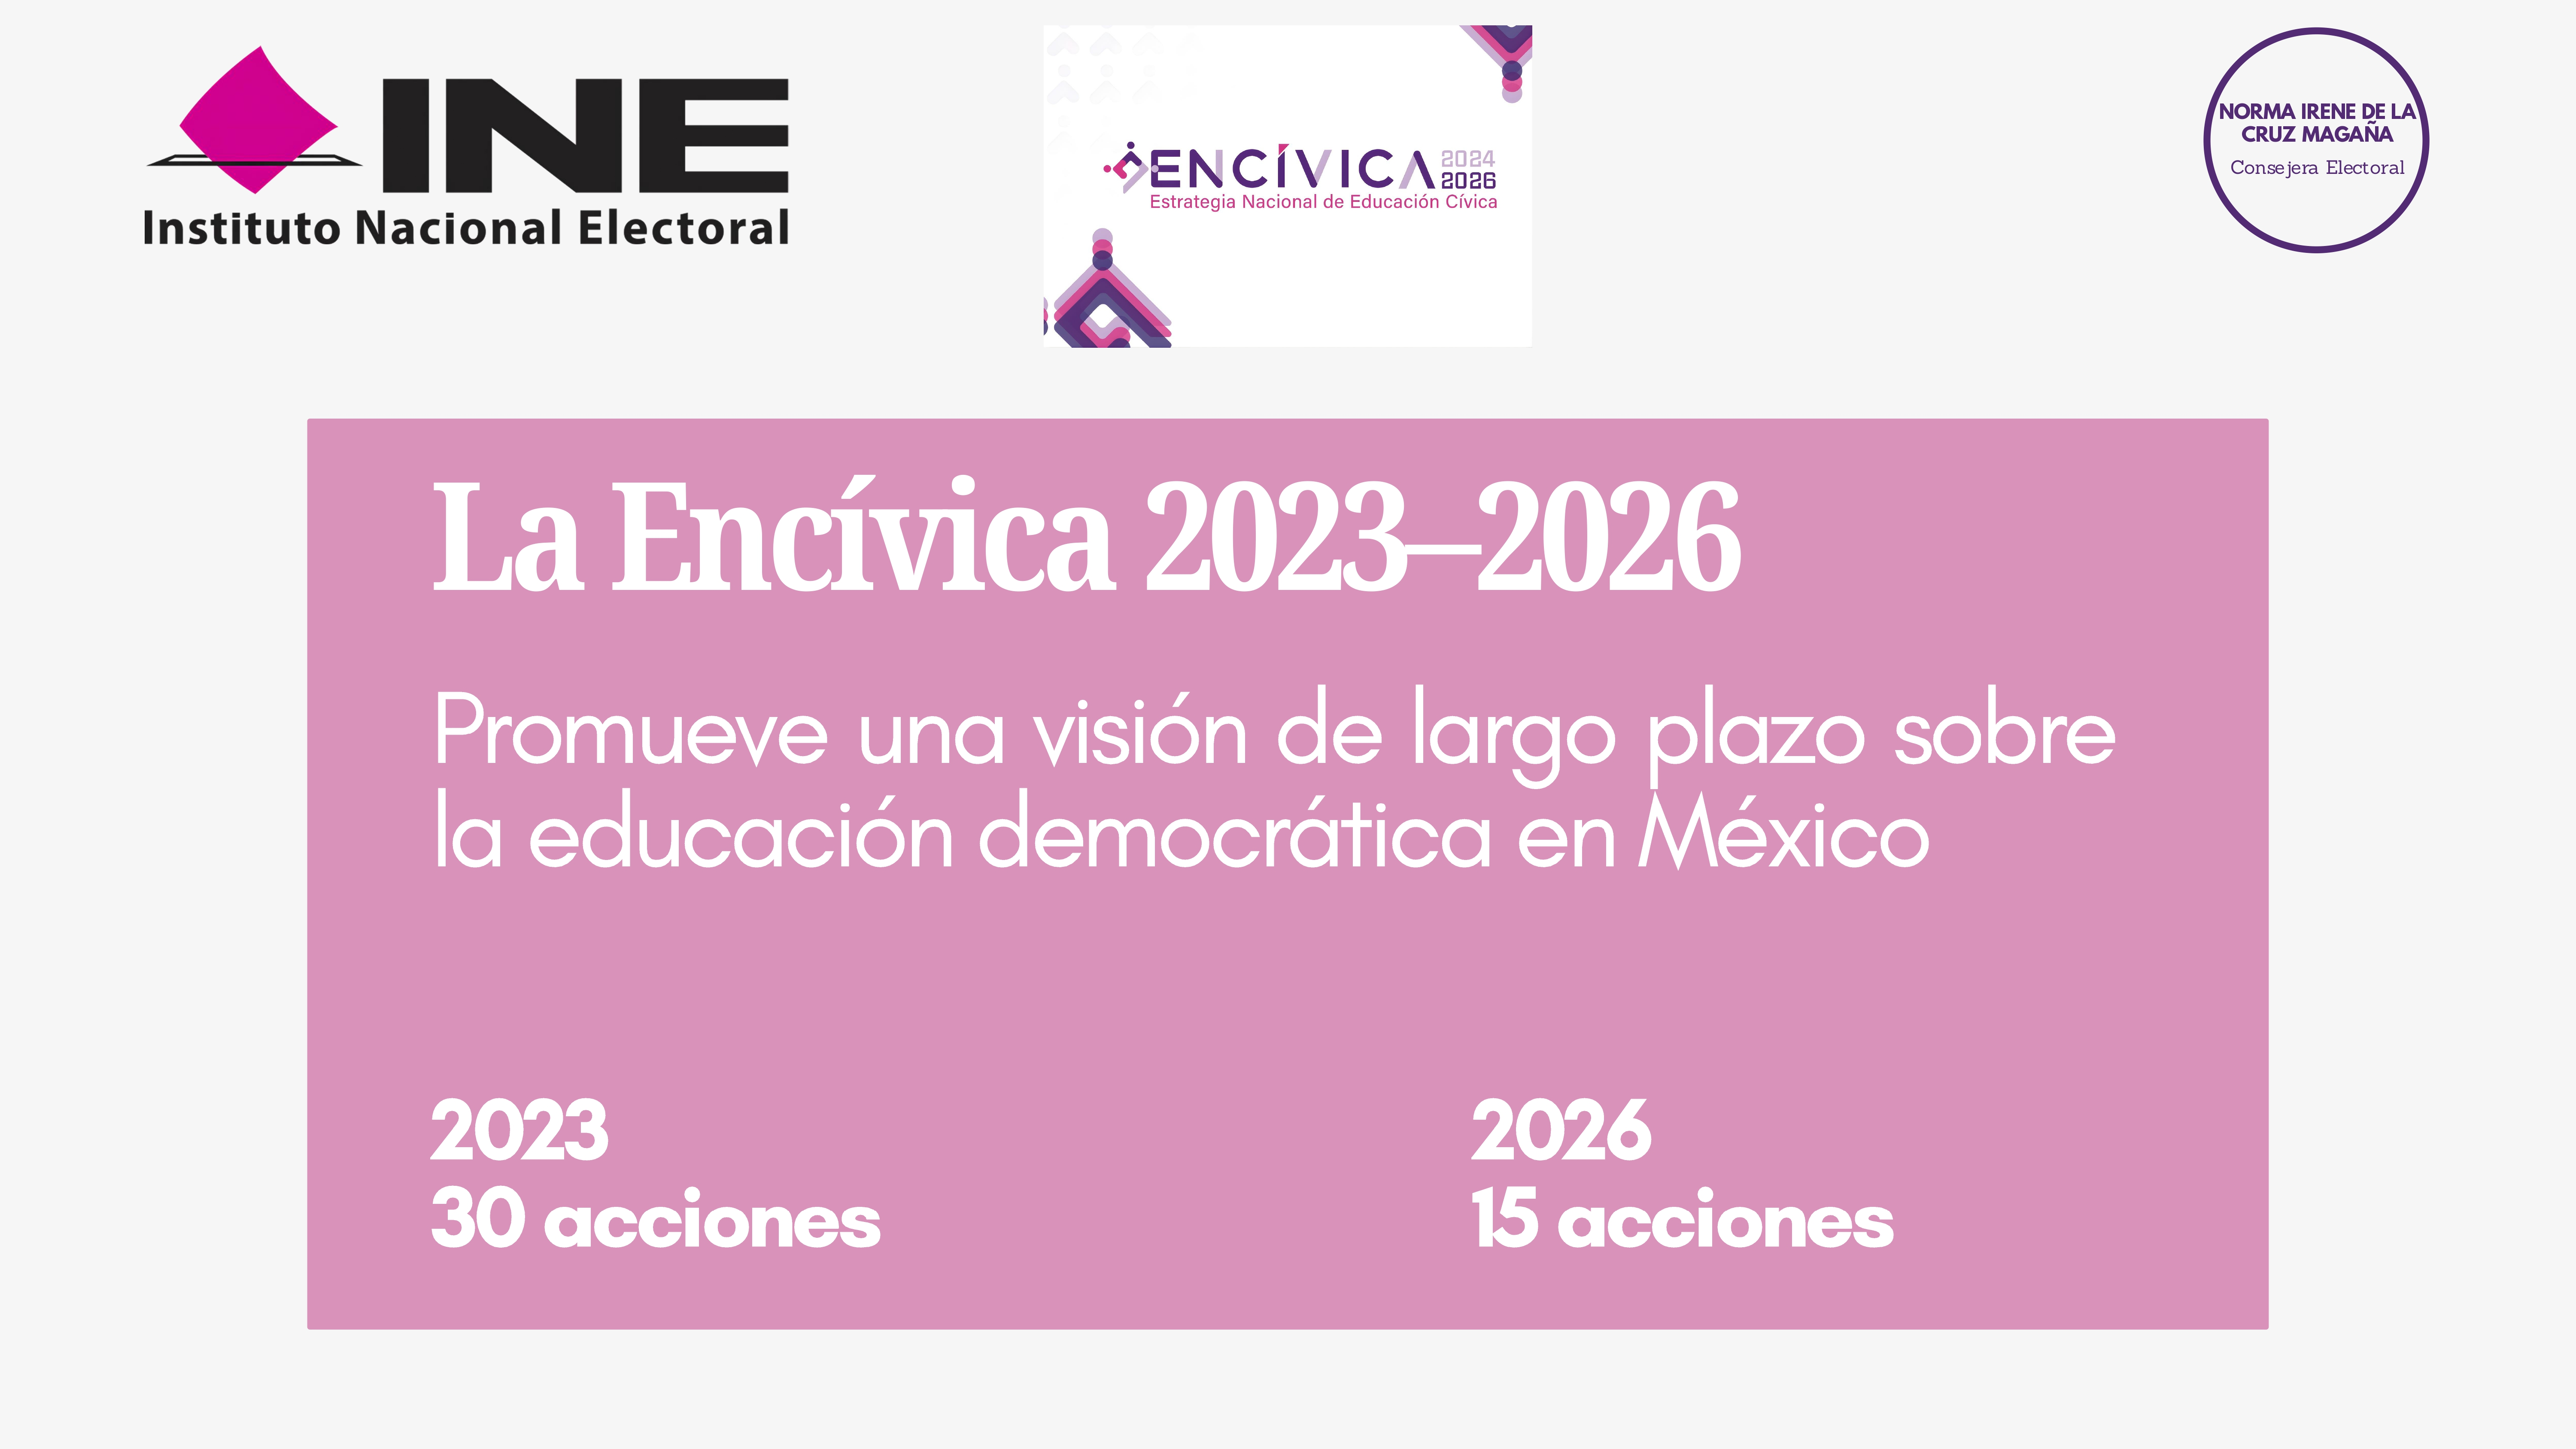 INE
Instituto Nacional Electoral
ENCÍVICA 2024
2026
Estrategia Nacional de Educación Cívica
NORMA IRENE DE LA
CRUZ MAGAÑA
Consejera Electoral
La Encívica 2023–2026
Promueve una visión de largo plazo sobre
la educación democrática en México
2023
30 acciones
2026
15 acciones